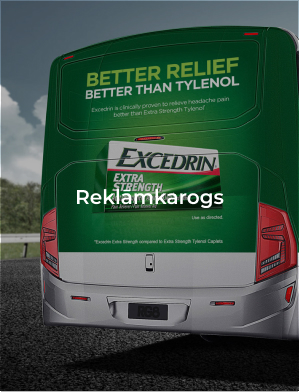 BETTER RELIEF
BETTER THAN TYLENOL
Excedrin is clinically proven to relieve headache pain
better than Extra Strength Tylenol*
EXCEDRIN
EXTRA
STRENGTH
Reklamkarogs
Use as directed.
*Excedrin Extra Strength compared to Extra Strength Tylenol Caplets